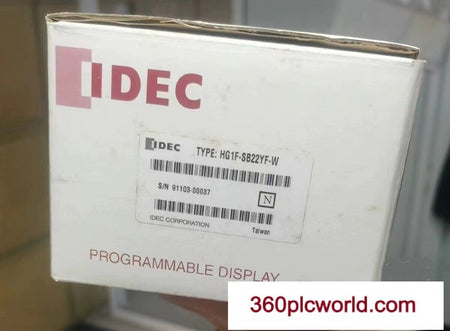 IDEC
IDEC TYPE: HG1F-SB22YF-W
S/N 91103-00037
N
IDEC CORPORATION Taiwan
PROGRAMMABLE DISPLAY
360plcworld.com